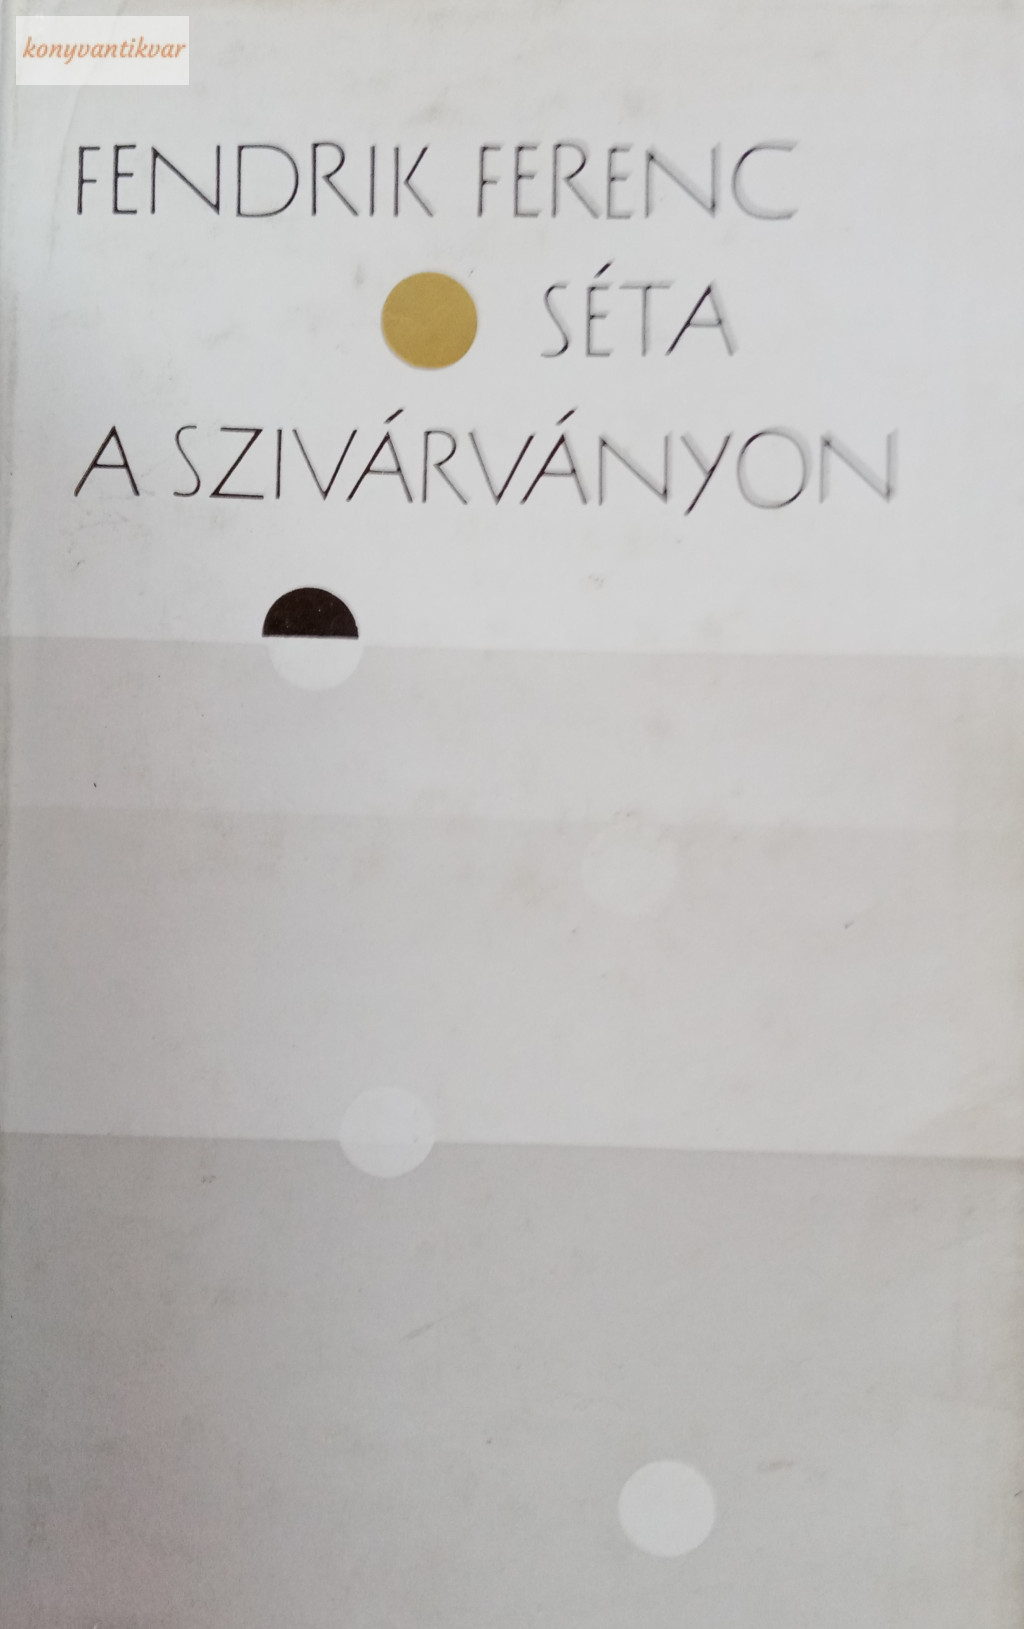 konyvantikvar
FENDRIK FERENC
SÉTA
A SZIVÁRVÁNYON